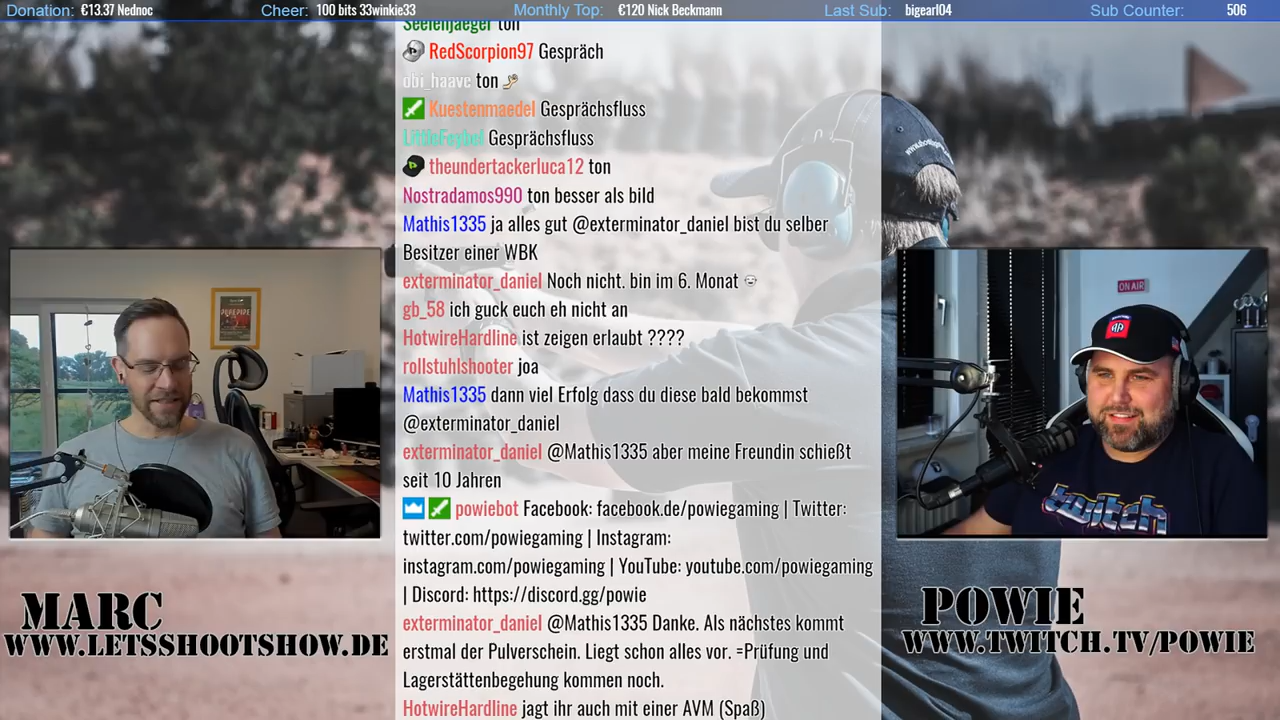 Donation: €13.37 Nednoc Cheer: 100 bits 33winkie33 Monthly Top: €120 Nick Beckmann Last Sub: bigearl04 Sub Counter: 506
Seelenjaeger ton
RedScorpion97 Gespräch
obi_haave ton
Kuestenmaedel Gesprächsfluss
Gesprächsfluss
theundertackerluca12 ton
Nostradamos990 ton besser als bild
Mathis1335 ja alles gut @exterminator_daniel bist du selber
Besitzer einer WBK
exterminator_daniel Noch nicht. bin im 6. Monat
gb_58 ich guck euch eh nicht an
HotwireHardline ist zeigen erlaubt ????
rollstuhlshooter joa
Mathis1335 dann viel Erfolg dass du diese bald bekommst
@exterminator_daniel
exterminator_daniel @Mathis1335 aber meine Freundin schießt
seit 10 Jahren
powiebot Facebook: facebook.de/powiegaming | Twitter:
twitter.com/powiegaming | Instagram:
instagram.com/powiegaming | YouTube: youtube.com/powiegaming
| Discord: https://discord.gg/powie
exterminator_daniel @Mathis1335 Danke. Als nächstes kommt
erstmal der Pulverschein. Liegt schon alles vor. =Prüfung und
Lagerstättenbegehung kommen noch.
HotwireHardline jagt ihr auch mit einer AVM (Spaß)
MARC
WWW.LETSSHOOTSHOW.DE
ON AIR
twitch
POWIE
WWW.TWITCH.TV/POWIE